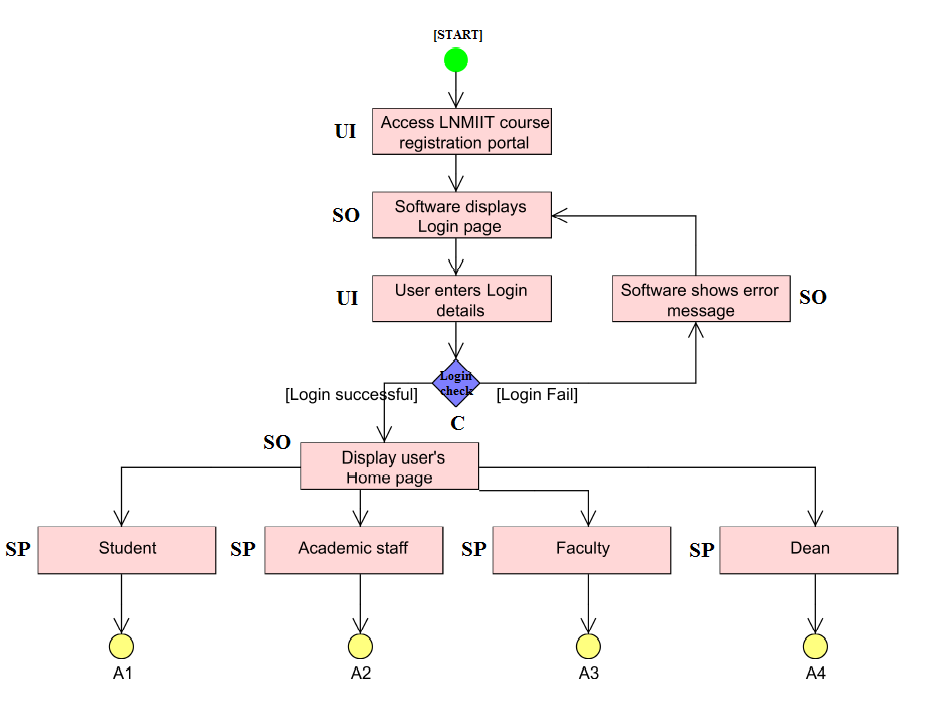 [START]
UI
Access LNMIIT course
registration portal
SO
Software displays
Login page
UI
User enters Login
details
Software shows error
message
SO
Login
check
[Login successful]
[Login Fail]
C
SO
Display user's
Home page
SP
Student
SP
Academic staff
SP
Faculty
SP
Dean
A1
A2
A3
A4